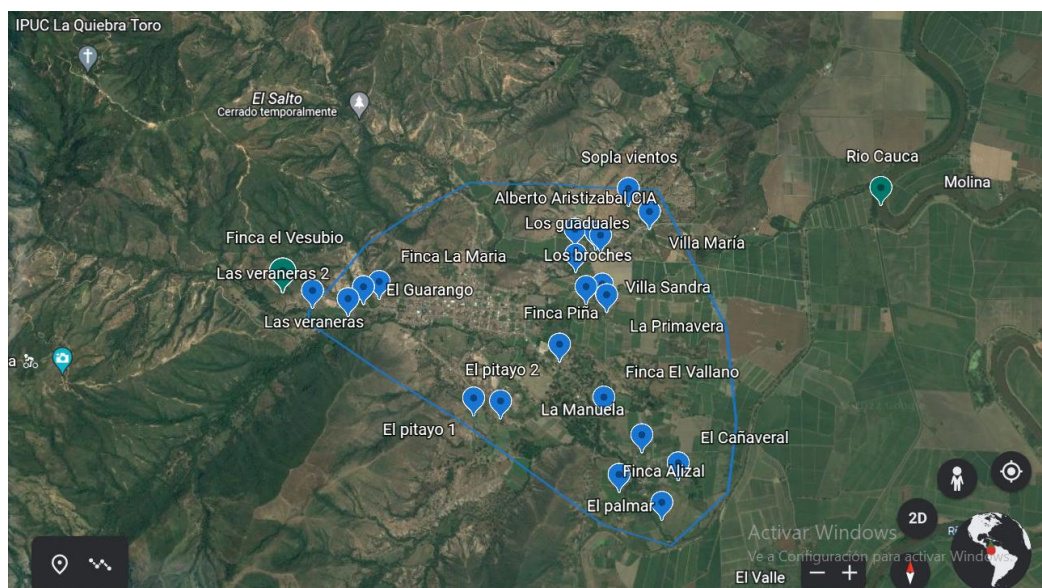 IPUC La Quiebra Toro
El Salto
Cerrado temporalmente
Sopla vientos
Rio Cauca
Molina
Alberto Aristizabal CIA
Los guaduales
Finca el Vesubio
Villa María
Finca La Maria
Los broches
Las veraneras 2
El Guarango
Villa Sandra
Finca Piña
Las veraneras
La Primavera
a
El pitayo 2
Finca El Vallano
La Manuela
El pitayo 1
El Cañaveral
Finca Alizal
El palmar
2D
Activar Windows
Ve a Configuración para activar Windows.
El Valle